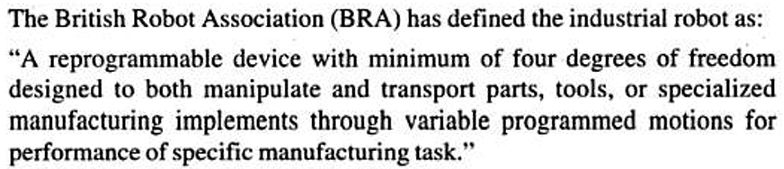 The British Robot Association (BRA) has defined the industrial robot as:
“A reprogrammable device with minimum of four degrees of freedom
designed to both manipulate and transport parts, tools, or specialized
manufacturing implements through variable programmed motions for
performance of specific manufacturing task.”